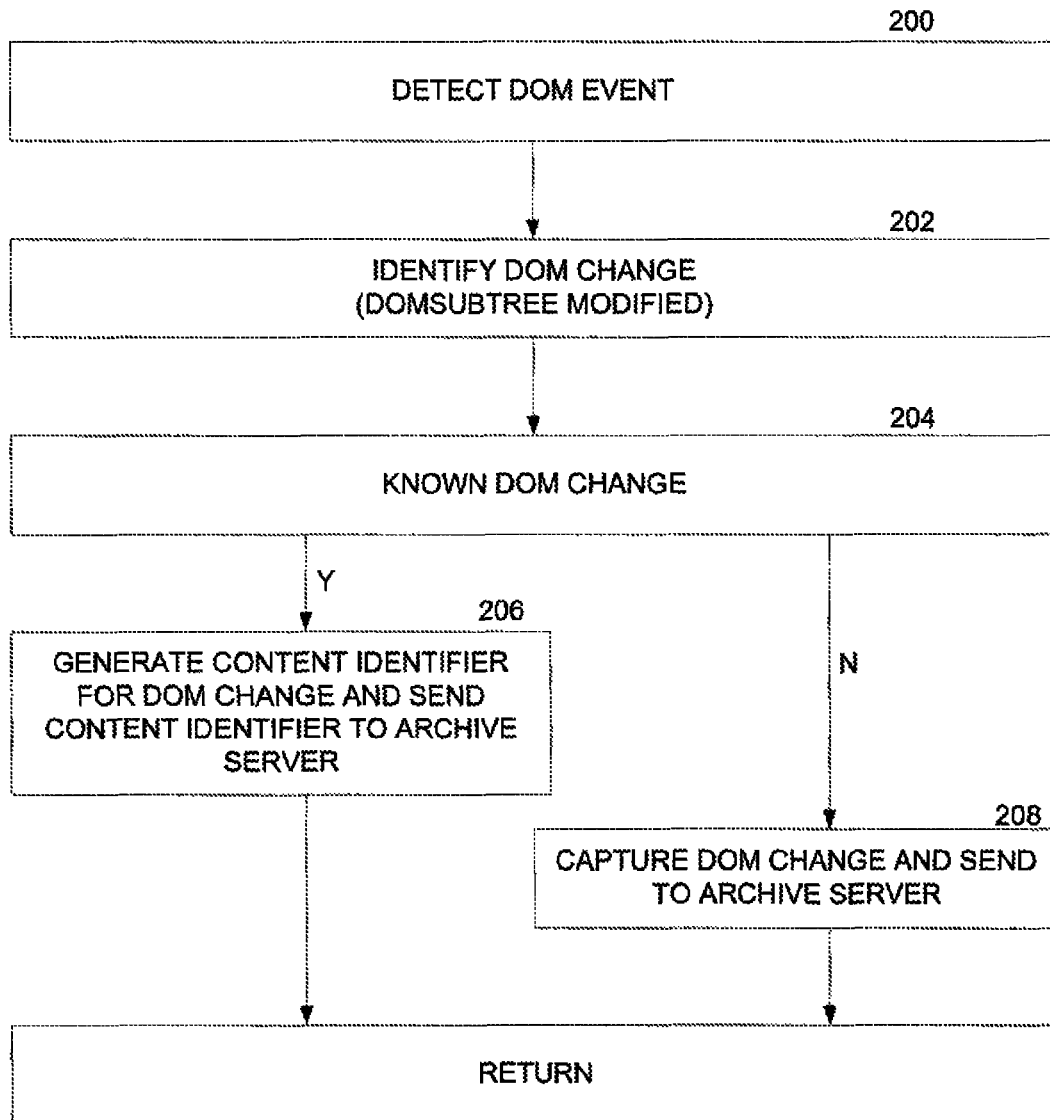 200
DETECT DOM EVENT
202
IDENTIFY DOM CHANGE
(DOMSUBTREE MODIFIED)
204
KNOWN DOM CHANGE
Y
206
GENERATE CONTENT IDENTIFIER
FOR DOM CHANGE AND SEND
CONTENT IDENTIFIER TO ARCHIVE
SERVER
N
208
CAPTURE DOM CHANGE AND SEND
TO ARCHIVE SERVER
RETURN